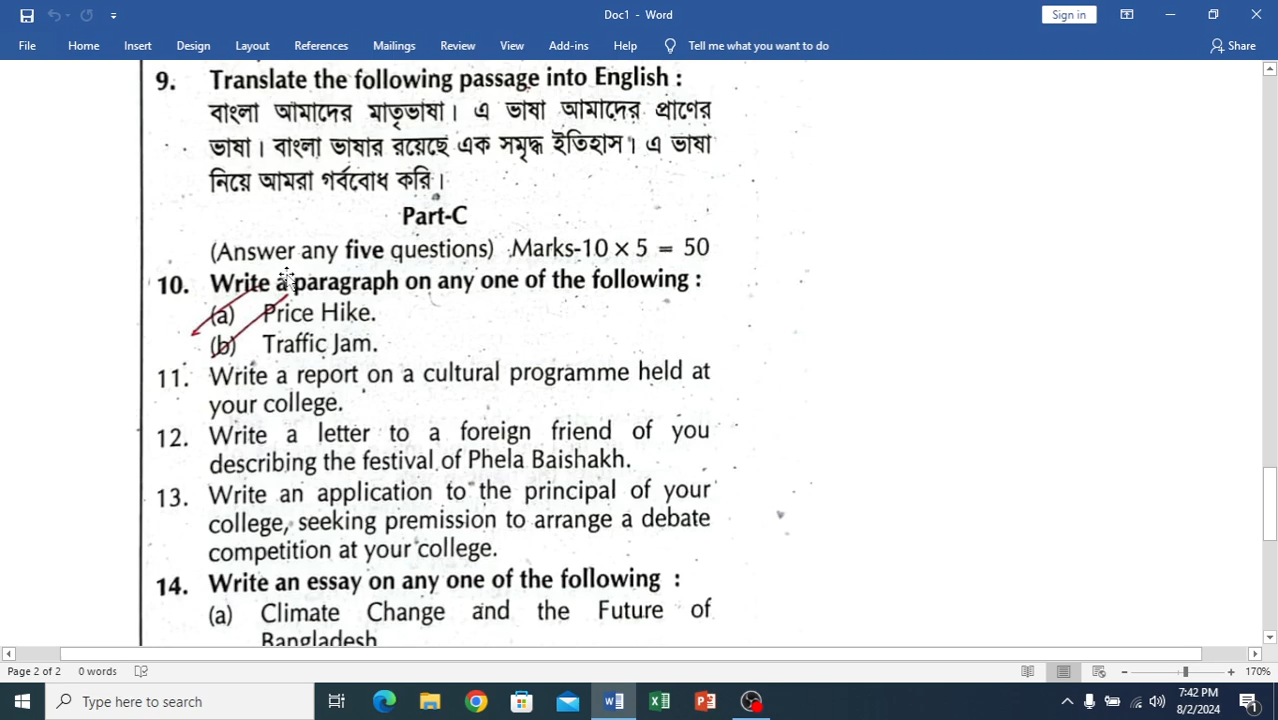 Doc1 - Word
Sign in
File Home Insert Design Layout References Mailings Review View Add-ins Help Tell me what you want to do Share
9. Translate the following passage into English :
বাংলা আমাদের মাতৃভাষা। এ ভাষা আমাদের প্রাণের
ভাষা। বাংলা ভাষার রয়েছে এক সমৃদ্ধ ইতিহাস। এ ভাষা
নিয়ে আমরা গর্ববোধ করি।
Part-C
(Answer any five questions) Marks-10 × 5 = 50
10. Write a paragraph on any one of the following :
(a) Price Hike.
(b) Traffic Jam.
11. Write a report on a cultural programme held at
your college.
12. Write a letter to a foreign friend of you
describing the festival of Phela Baishakh.
13. Write an application to the principal of your
college, seeking premission to arrange a debate
competition at your college.
14. Write an essay on any one of the following :
(a) Climate Change and the Future of
Bangladesh
Page 2 of 2 0 words 170%
Type here to search
7:42 PM
8/2/2024
1